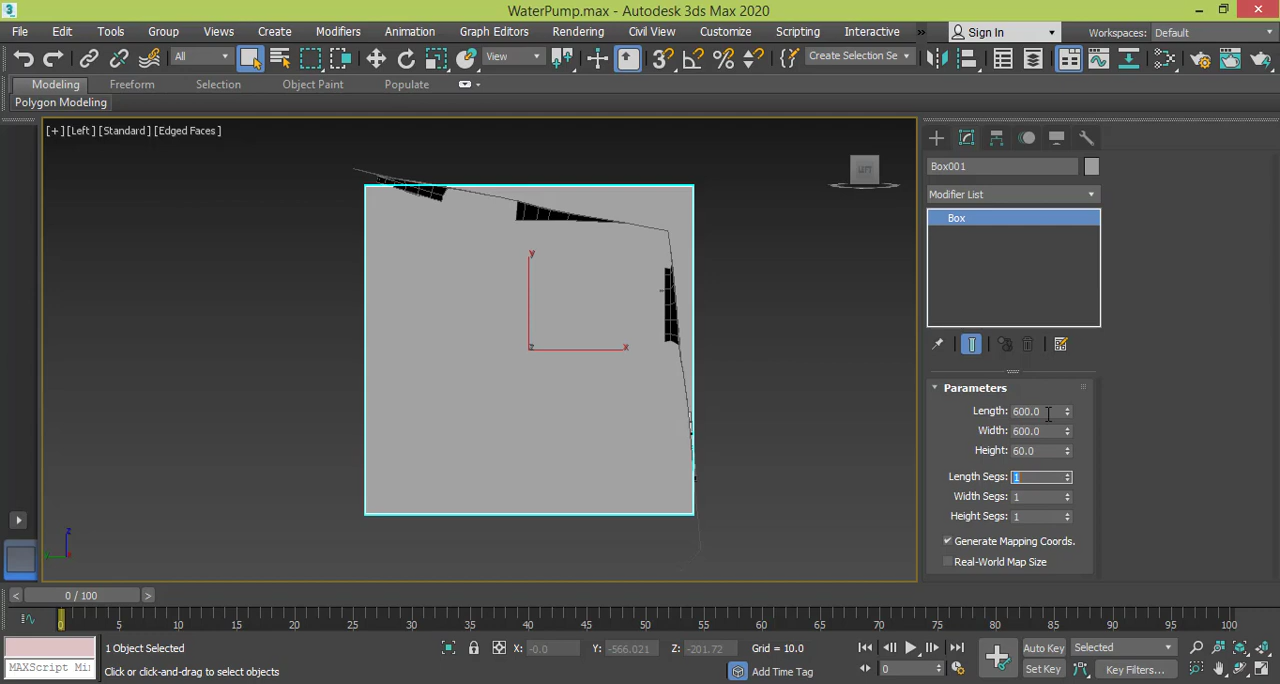 WaterPump.max - Autodesk 3ds Max 2020
File Edit Tools Group Views Create Modifiers Animation Graph Editors Rendering Civil View Customize Scripting Interactive » Sign In Workspaces: Default
All View Create Selection Se
Modeling Freeform Selection Object Paint Populate
Polygon Modeling
[+] [Left] [Standard] [Edged Faces]
Box001
Modifier List
Box
y
x
z
Parameters
Length: 600.0
Width: 600.0
Height: 60.0
Length Segs: 1
Width Segs: 1
Height Segs: 1
Generate Mapping Coords.
Real-World Map Size
z
< 0 / 100 >
0 5 10 15 20 25 30 35 40 45 50 55 60 65 70 75 80 85 90 95 100
1 Object Selected X: -0.0 Y: -566.021 Z: -201.72 Grid = 10.0 Auto Key Selected
MAXScript Mi: Click or click-and-drag to select objects Add Time Tag 0 Set Key Key Filters...